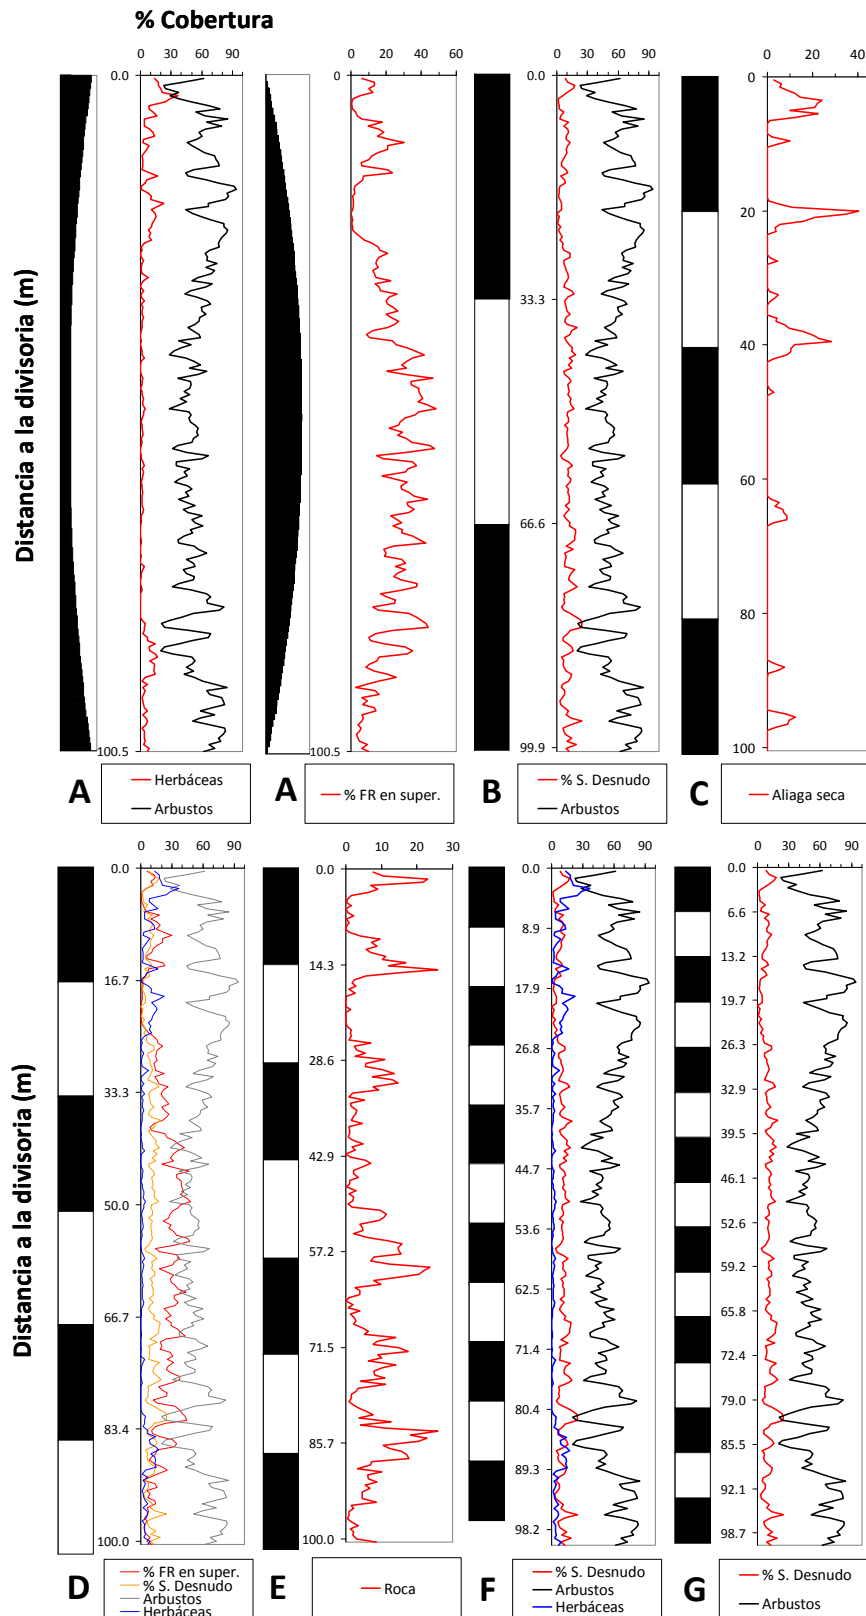 % Cobertura
0 30 60 90
0 20 40 60
0 30 60 90
0 20 40
Distancia a la divisoria (m)
0.0
100.5
0
100.5
0.0
33.3
66.6
99.9
0
20
40
60
80
100
A
Herbáceas
Arbustos
A
% FR en super.
B
% S. Desnudo
Arbustos
C
Aliaga seca
0 30 60 90
0 10 20 30
0 30 60 90
0 30 60 90
Distancia a la divisoria (m)
0.0
16.7
33.3
50.0
66.7
83.4
100.0
0.0
14.3
28.6
42.9
57.2
71.5
85.7
100.0
0.0
8.9
17.9
26.8
35.7
44.7
53.6
62.5
71.4
80.4
89.3
98.2
0.0
6.6
13.2
19.7
26.3
32.9
39.5
46.1
52.6
59.2
65.8
72.4
79.0
85.5
92.1
98.7
D
% FR en super.
% S. Desnudo
Arbustos
Herbáceas
E
Roca
F
% S. Desnudo
Arbustos
Herbáceas
G
% S. Desnudo
Arbustos